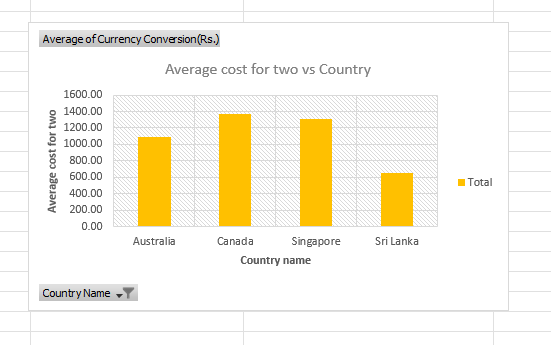 Average of Currency Conversion(Rs.)
Average cost for two vs Country
Average cost for two
1600.00
1400.00
1200.00
1000.00
800.00
600.00
400.00
200.00
0.00
Australia
Canada
Singapore
Sri Lanka
Country name
Total
Country Name